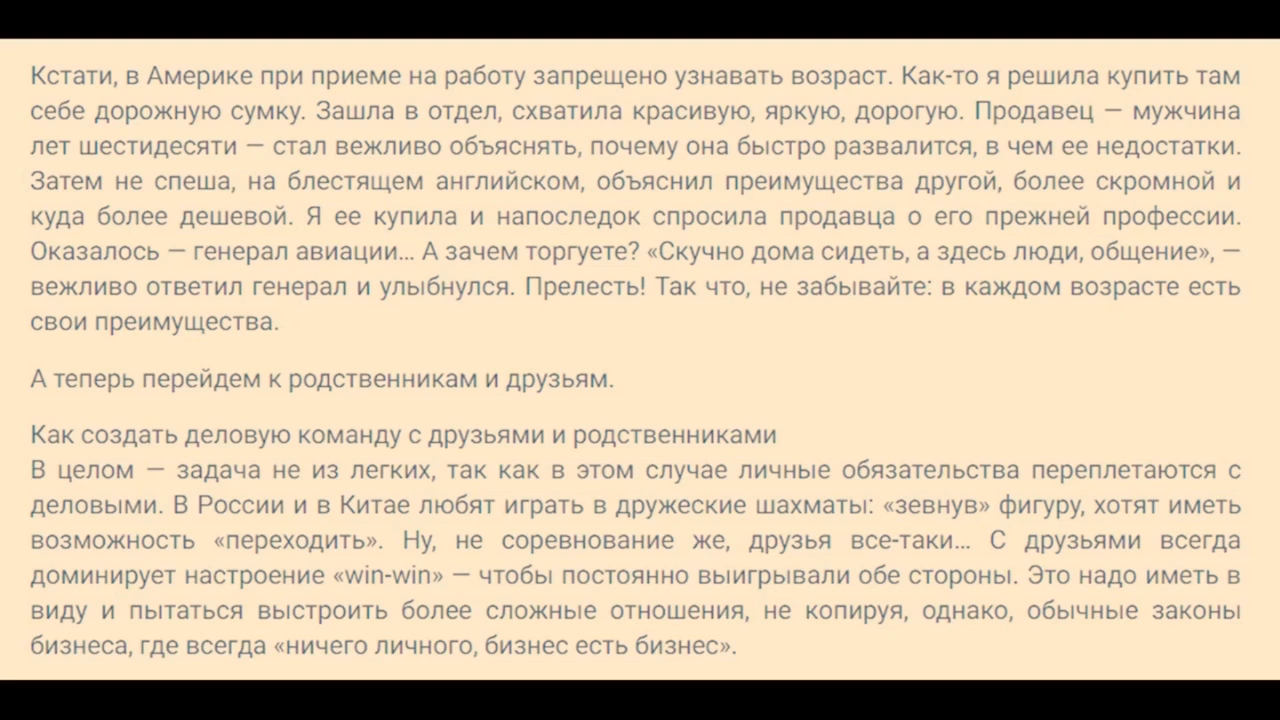 Кстати, в Америке при приеме на работу запрещено узнавать возраст. Как-то я решила купить там
себе дорожную сумку. Зашла в отдел, схватила красивую, яркую, дорогую. Продавец — мужчина
лет шестидесяти — стал вежливо объяснять, почему она быстро развалится, в чем ее недостатки.
Затем не спеша, на блестящем английском, объяснил преимущества другой, более скромной и
куда более дешевой. Я ее купила и напоследок спросила продавца о его прежней профессии.
Оказалось — генерал авиации… А зачем торгуете? «Скучно дома сидеть, а здесь люди, общение», —
вежливо ответил генерал и улыбнулся. Прелесть! Так что, не забывайте: в каждом возрасте есть
свои преимущества.
А теперь перейдем к родственникам и друзьям.
Как создать деловую команду с друзьями и родственниками
В целом — задача не из легких, так как в этом случае личные обязательства переплетаются с
деловыми. В России и в Китае любят играть в дружеские шахматы: «зевнув» фигуру, хотят иметь
возможность «переходить». Ну, не соревнование же, друзья все-таки… С друзьями всегда
доминирует настроение «win-win» — чтобы постоянно выигрывали обе стороны. Это надо иметь в
виду и пытаться выстроить более сложные отношения, не копируя, однако, обычные законы
бизнеса, где всегда «ничего личного, бизнес есть бизнес».